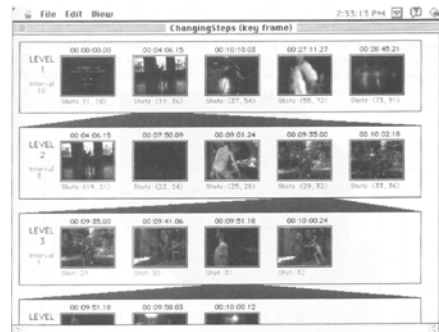 File Edit View 2:53:15 PM
ChangingSteps (key frame)
00:00:00.00 00:04:06.15 00:10:18.03 00:27:11.27 00:28:45.21
LEVEL
1
Interval
18
Shots: (1, 18) Shots: (19, 36) Shots: (37, 54) Shots: (55, 72) Shots: (73, 91)
00:04:06.15 00:07:50.09 00:09:01.24 00:09:35.00 00:10:02.18
LEVEL
2
Interval
3
Shots: (19, 21) Shots: (22, 24) Shots: (25, 28) Shots: (29, 32) Shots: (33, 36)
00:09:35.00 00:09:41.06 00:09:51.18 00:10:00.24
LEVEL
3
Interval
1
Shot: 29 Shot: 30 Shot: 31 Shot: 32
00:09:51.18 00:09:58.03 00:10:00.12
LEVEL